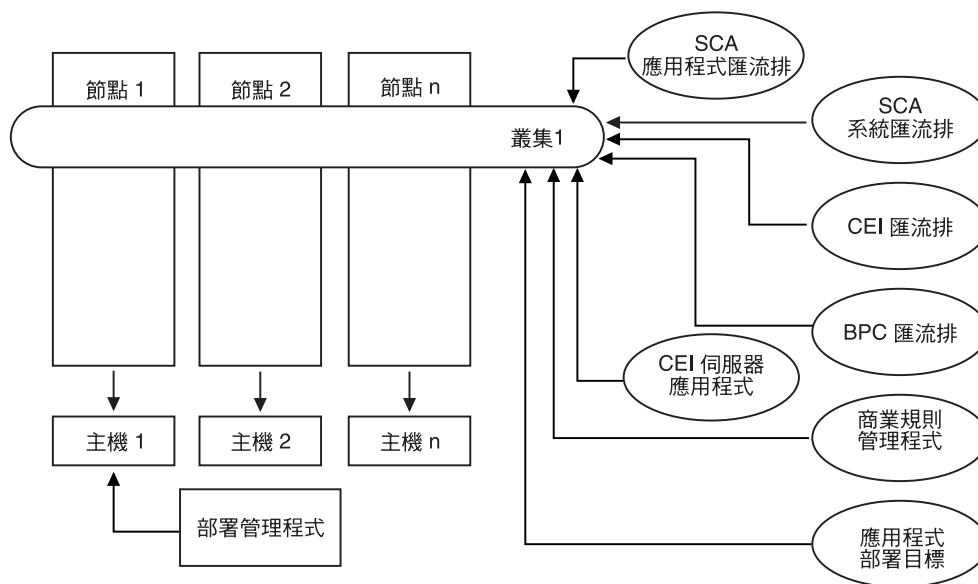 節點 1
節點 2
節點 n
SCA
應用程式匯流排
叢集1
SCA
系統匯流排
CEI 匯流排
BPC 匯流排
CEI 伺服器
應用程式
主機 1
主機 2
主機 n
商業規則
管理程式
部署管理程式
應用程式
部署目標